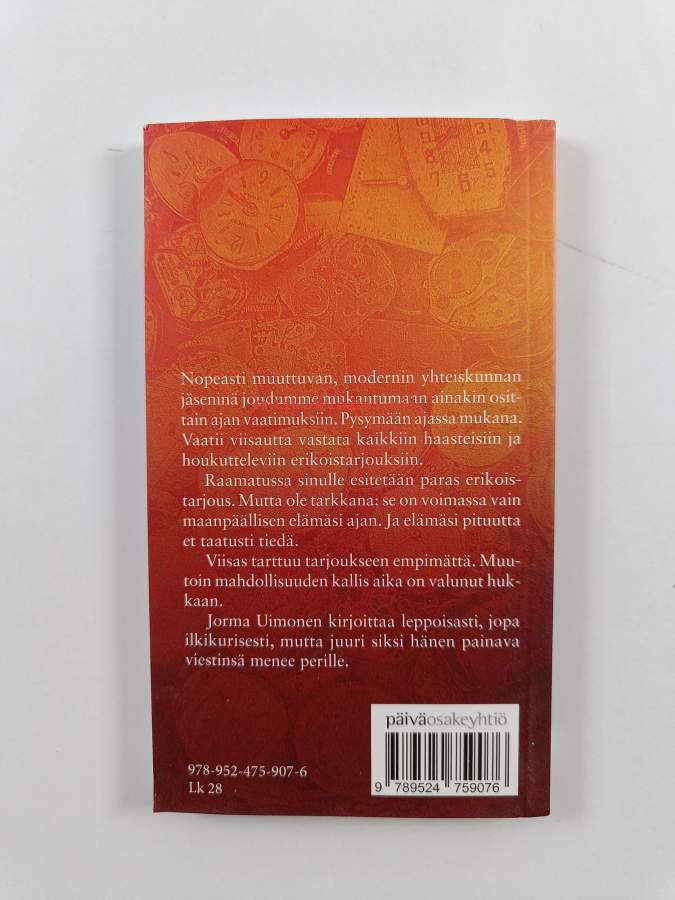 Nopeasti muuttuvan, modernin yhteiskunnan
jäseninä joudumme mukautumaan ainakin osit-
tain ajan vaatimuksiin. Pysymään ajassa mukana.
Vaatii viisautta vastata kaikkiin haasteisiin ja
houkutteleviin erikoistarjouksiin.
Raamatussa sinulle esitetään paras erikois-
tarjous. Mutta ole tarkkana: se on voimassa vain
maanpäällisen elämäsi ajan. Ja elämäsi pituutta
et taatusti tiedä.
Viisas tarttuu tarjoukseen empimättä. Muu-
toin mahdollisuuden kallis aika on valunut huk-
kaan.
Jorma Uimonen kirjoittaa leppoisasti, jopa
ilkikurisesti, mutta juuri siksi hänen painava
viestinsä menee perille.
päiväosakeyhtiö
978-952-475-907-6
Lk 28
9 789524 759076